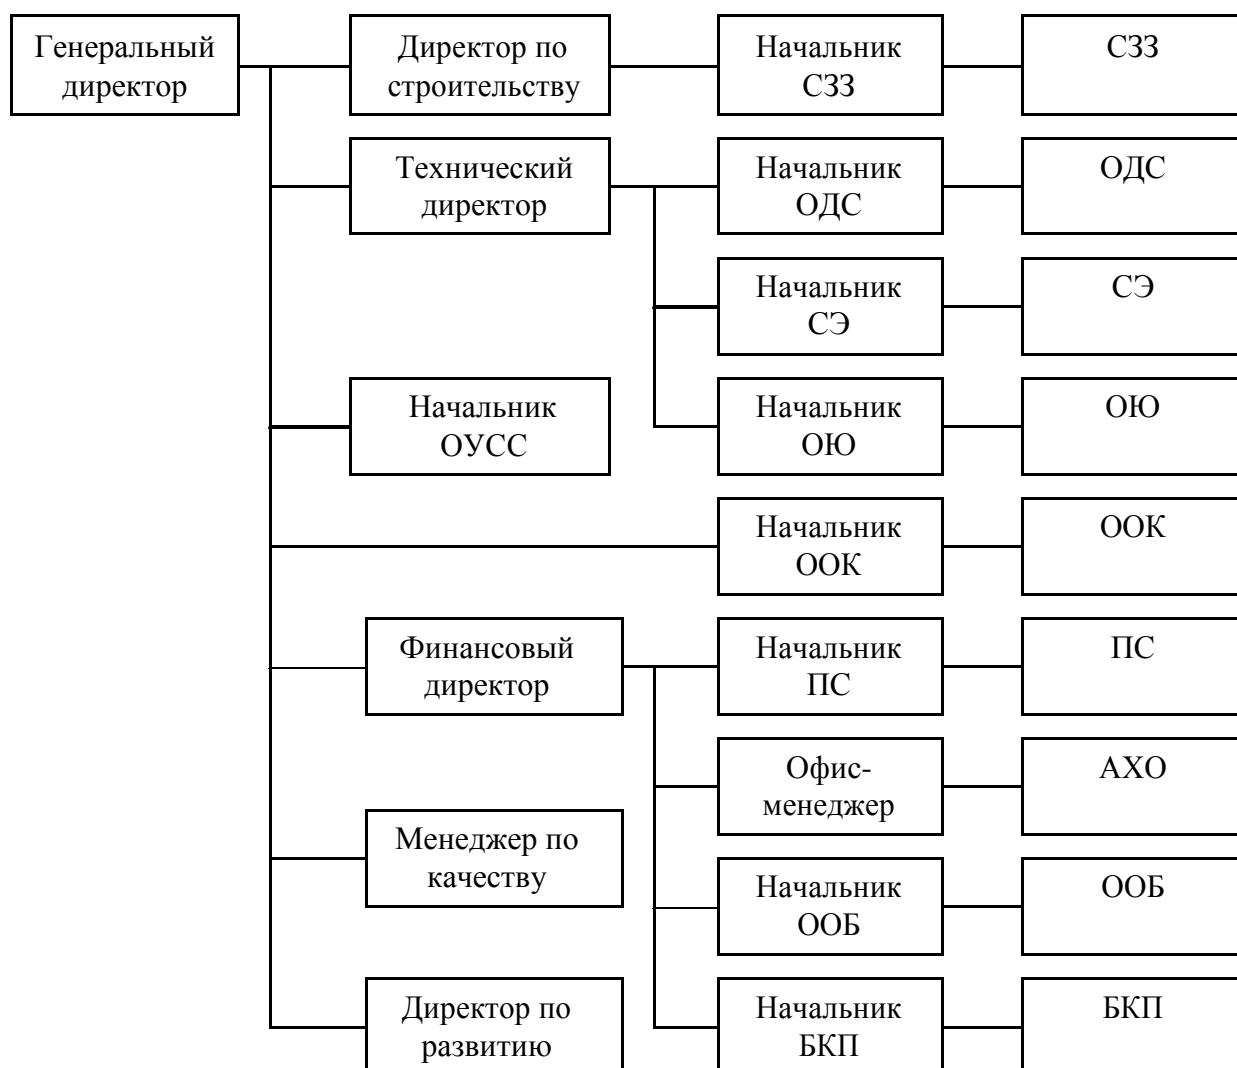 Генеральный
директор
Директор по
строительству
Начальник
СЗЗ
СЗЗ
Технический
директор
Начальник
ОДС
ОДС
Начальник
СЭ
СЭ
Начальник
ОУСС
Начальник
ОЮ
ОЮ
Начальник
ООК
ООК
Финансовый
директор
Начальник
ПС
ПС
Офис-
менеджер
АХО
Менеджер по
качеству
Начальник
ООБ
ООБ
Директор по
развитию
Начальник
БКП
БКП